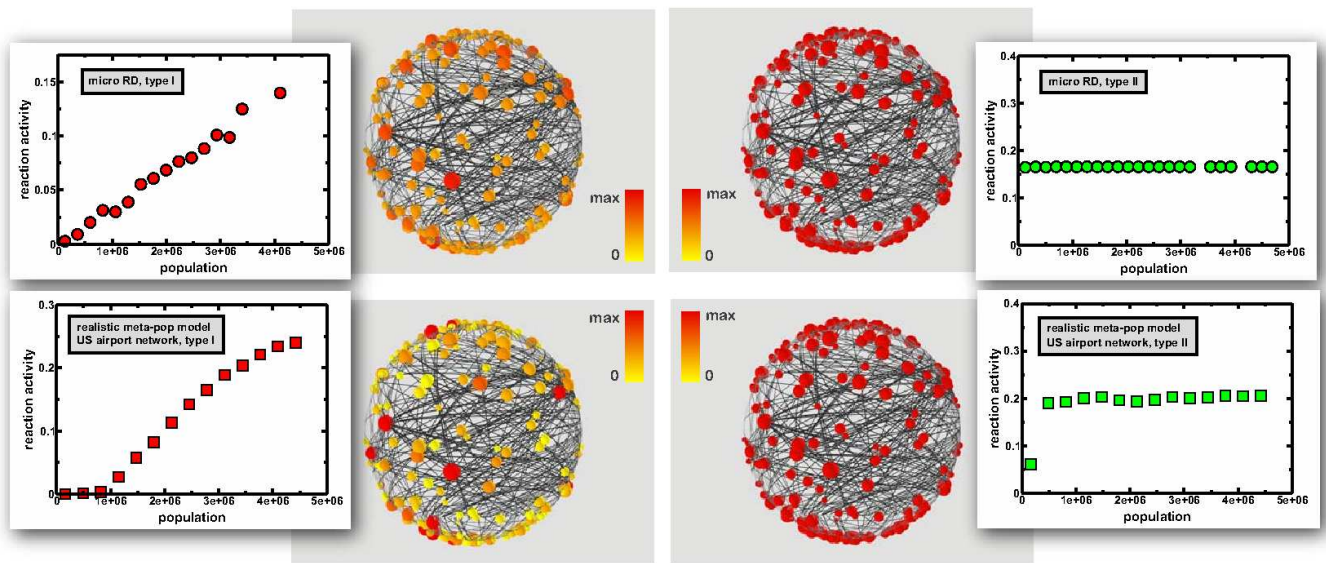 micro RD, type I
reaction activity
0.15
0.1
0.05
0
0 1e+06 2e+06 3e+06 4e+06 5e+06
population
max
0
max
0
micro RD, type II
reaction activity
0.4
0.3
0.2
0.1
0
0 1e+06 2e+06 3e+06 4e+06 5e+06
population
realistic meta-pop model
US airport network, type I
reaction activity
0.3
0.2
0.1
0
0 1e+06 2e+06 3e+06 4e+06 5e+06
population
max
0
max
0
realistic meta-pop model
US airport network, type II
reaction activity
0.4
0.3
0.2
0.1
0
0 1e+06 2e+06 3e+06 4e+06 5e+06
population